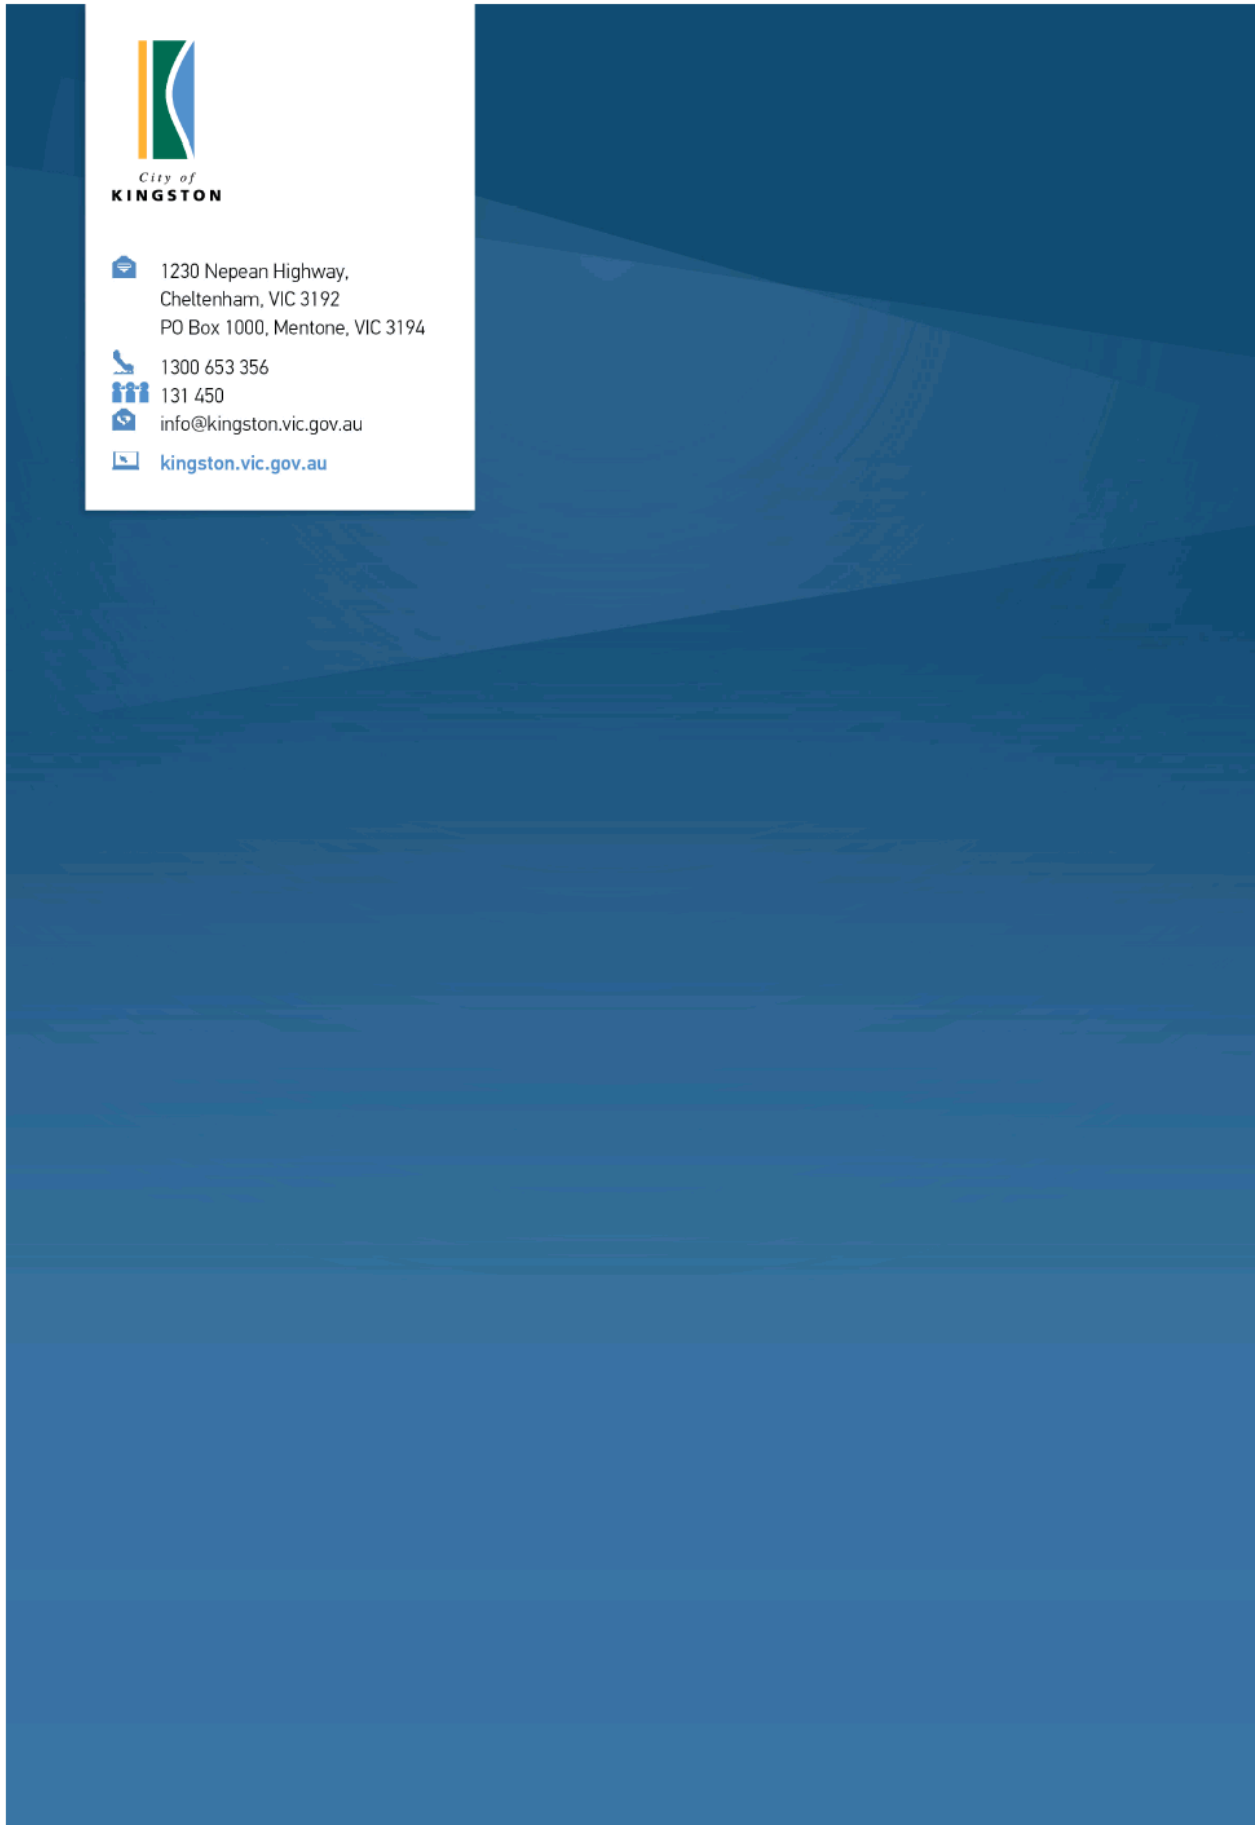 City of
KINGSTON
1230 Nepean Highway,
Cheltenham, VIC 3192
PO Box 1000, Mentone, VIC 3194
1300 653 356
131 450
info@kingston.vic.gov.au
kingston.vic.gov.au